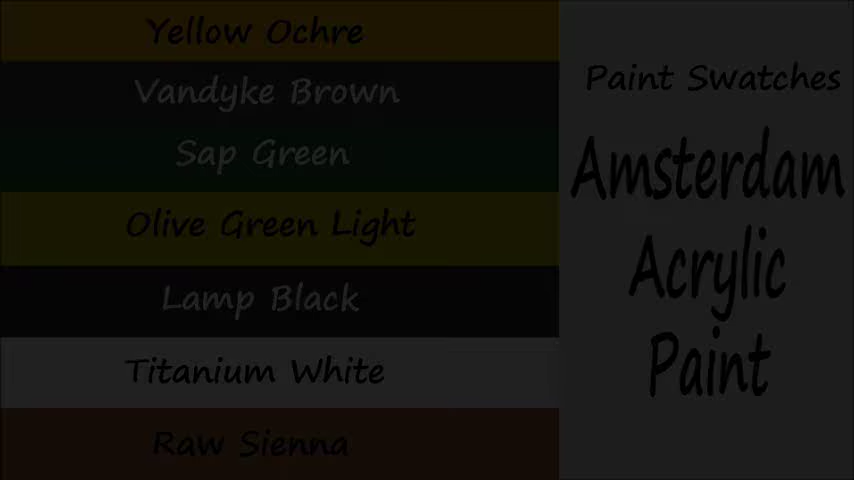 Yellow Ochre
Vandyke Brown
Sap Green
Olive Green Light
Lamp Black
Titanium White
Raw Sienna
Paint Swatches
Amsterdam
Acrylic
Paint